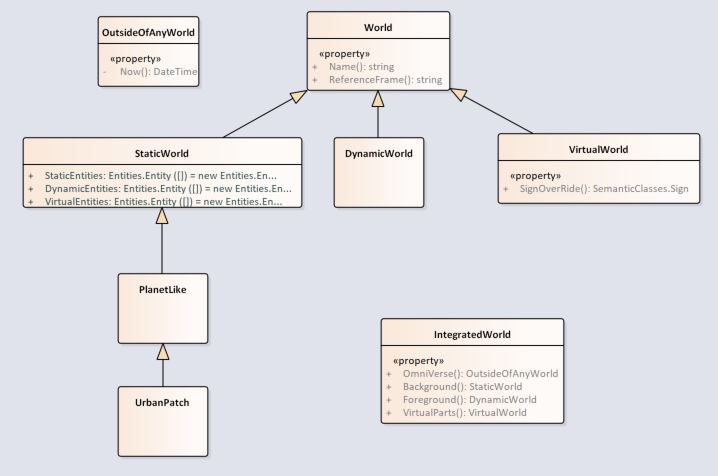 OutsideOfAnyWorld
«property»
- Now(): DateTime
World
«property»
+ Name(): string
+ ReferenceFrame(): string
StaticWorld
+ StaticEntities: Entities.Entity ([]) = new Entities.En...
+ DynamicEntities: Entities.Entity ([]) = new Entities.En...
+ VirtualEntities: Entities.Entity ([]) = new Entities.En...
DynamicWorld
VirtualWorld
«property»
+ SignOverRide(): SemanticClasses.Sign
PlanetLike
UrbanPatch
IntegratedWorld
«property»
+ OmniVerse(): OutsideOfAnyWorld
+ Background(): StaticWorld
+ Foreground(): DynamicWorld
+ VirtualParts(): VirtualWorld